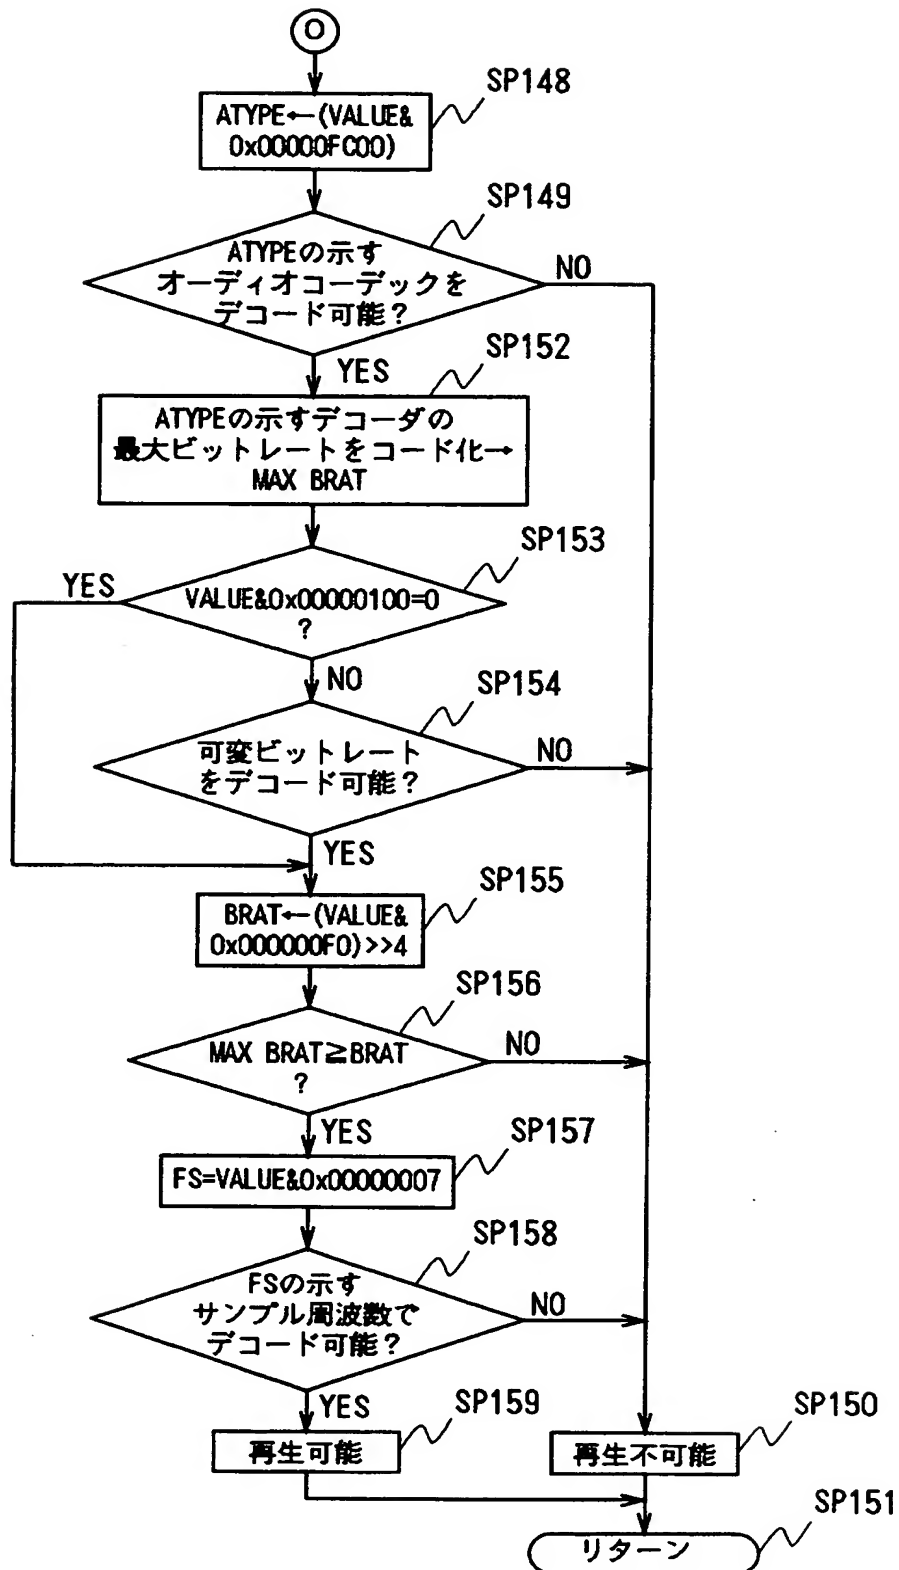 O
SP148
ATYPE←(VALUE&
0x00000FC00)
SP149
ATYPEの示す
オーディオコーデックを
デコード可能?
NO
YES
SP152
ATYPEの示すデコーダの
最大ビットレートをコード化→
MAX BRAT
SP153
YES
VALUE&0x00000100=0
?
NO
SP154
可変ビットレート
をデコード可能?
NO
YES
SP155
BRAT←(VALUE&
0x000000F0)>>4
SP156
MAX BRAT≧BRAT
?
NO
YES
SP157
FS=VALUE&0x00000007
SP158
FSの示す
サンプル周波数で
デコード可能?
NO
YES
SP159
再生可能
SP150
再生不可能
SP151
リターン